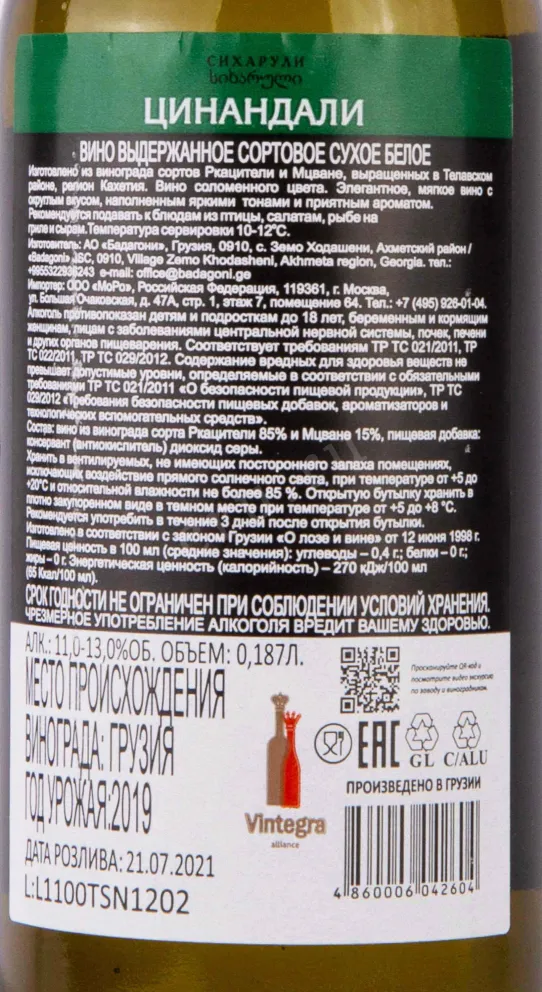 СИХАРУЛИ
სიხარული
ЦИНАНДАЛИ
ВИНО ВЫДЕРЖАННОЕ СОРТОВОЕ СУХОЕ БЕЛОЕ
Изготовлено из винограда сортов Ркацители и Мцване, выращенных в Телавском
районе, регион Кахетия. Вино соломенного цвета. Элегантное, мягкое вино с
округлым вкусом, наполненным яркими тонами и приятным ароматом.
Рекомендуется подавать к блюдам из птицы, салатам, рыбе на
гриле и сырам.Температура сервировки 10-12°С.
Изготовитель: АО «Бадагони», Грузия, 0910, с. Земо Ходашени, Ахметский район /
«Badagoni» JSC, 0910, Village Zemo Khodasheni, Akhmeta region, Georgia. тел.:
+9955322936243 e-mail: office@badagoni.ge
Импортер: ООО «МоРо», Российская Федерация, 119361, г. Москва,
ул. Большая Очаковская, д. 47А, стр. 1, этаж 7, помещение 64. Тел.: +7 (495) 926-01-04.
Алкоголь противопоказан детям и подросткам до 18 лет, беременным и кормящим
женщинам, лицам с заболеваниями центральной нервной системы, почек, печени
и других органов пищеварения. Соответствует требованиям ТР ТС 021/2011, ТР
ТС 022/2011, ТР ТС 029/2012. Содержание вредных для здоровья веществ не
превышает допустимые уровни, определяемые в соответствии с обязательными
требованиями ТР ТС 021/2011 «О безопасности пищевой продукции», ТР ТС
029/2012 «Требования безопасности пищевых добавок, ароматизаторов и
технологических вспомогательных средств».
Состав: вино из винограда сорта Ркацители 85% и Мцване 15%, пищевая добавка:
консервант (антиокислитель) диоксид серы.
Хранить в вентилируемых, не имеющих постороннего запаха помещениях,
исключающих воздействие прямого солнечного света, при температуре от +5 до
+20°С и относительной влажности не более 85 %. Открытую бутылку хранить в
плотно закупоренном виде в темном месте при температуре от +5 до +8 °С.
Рекомендуется употребить в течение 3 дней после открытия бутылки.
Изготовлено в соответствии с законом Грузии «О лозе и вине» от 12 июня 1998 г.
Пищевая ценность в 100 мл (средние значения): углеводы – 0,4 г.; белки – 0 г.;
жиры – 0 г. Энергетическая ценность (калорийность) – 270 кДж/100 мл
(65 Ккал/100 мл).
СРОК ГОДНОСТИ НЕ ОГРАНИЧЕН ПРИ СОБЛЮДЕНИИ УСЛОВИЙ ХРАНЕНИЯ.
ЧРЕЗМЕРНОЕ УПОТРЕБЛЕНИЕ АЛКОГОЛЯ ВРЕДИТ ВАШЕМУ ЗДОРОВЬЮ.
АЛК.: 11,0-13,0%ОБ. ОБЪЕМ: 0,187Л.
МЕСТО ПРОИСХОЖДЕНИЯ
ВИНОГРАДА: ГРУЗИЯ
ГОД УРОЖАЯ:2019
ДАТА РОЗЛИВА: 21.07.2021
L:L1100TSN1202
Vintegra
alliance
Просканируйте QR-код и
посмотрите видео экскурсию
по заводу и виноградникам.
EAC
GL C/ALU
ПРОИЗВЕДЕНО В ГРУЗИИ
4 860006 042604